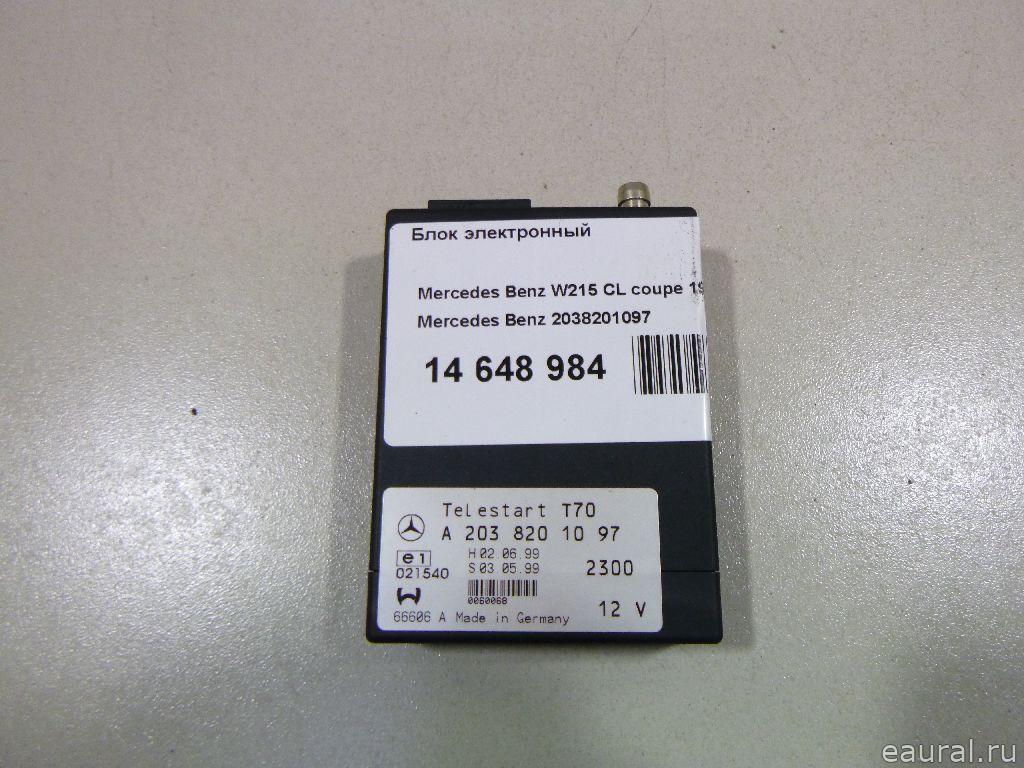 Блок электронный
Mercedes Benz W215 CL coupe 19
Mercedes Benz 2038201097
14 648 984
Telestart T70
A 203 820 10 97
e1
H 02.06.99
S 03.05.99
2300
021540
0060068
12 V
66606 A Made in Germany
eaural.ru